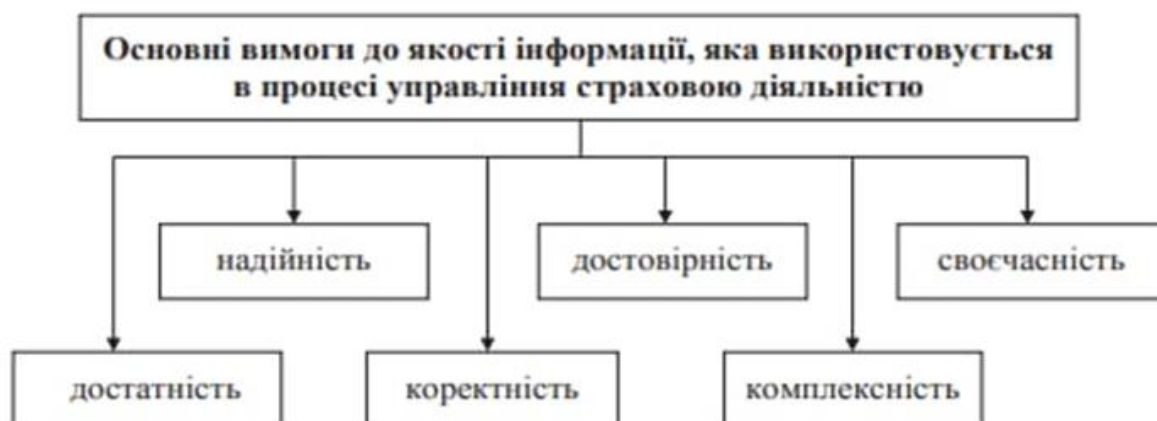 Основні вимоги до якості інформації, яка використовується
в процесі управління страховою діяльністю
надійність
достовірність
своєчасність
достатність
коректність
комплексність